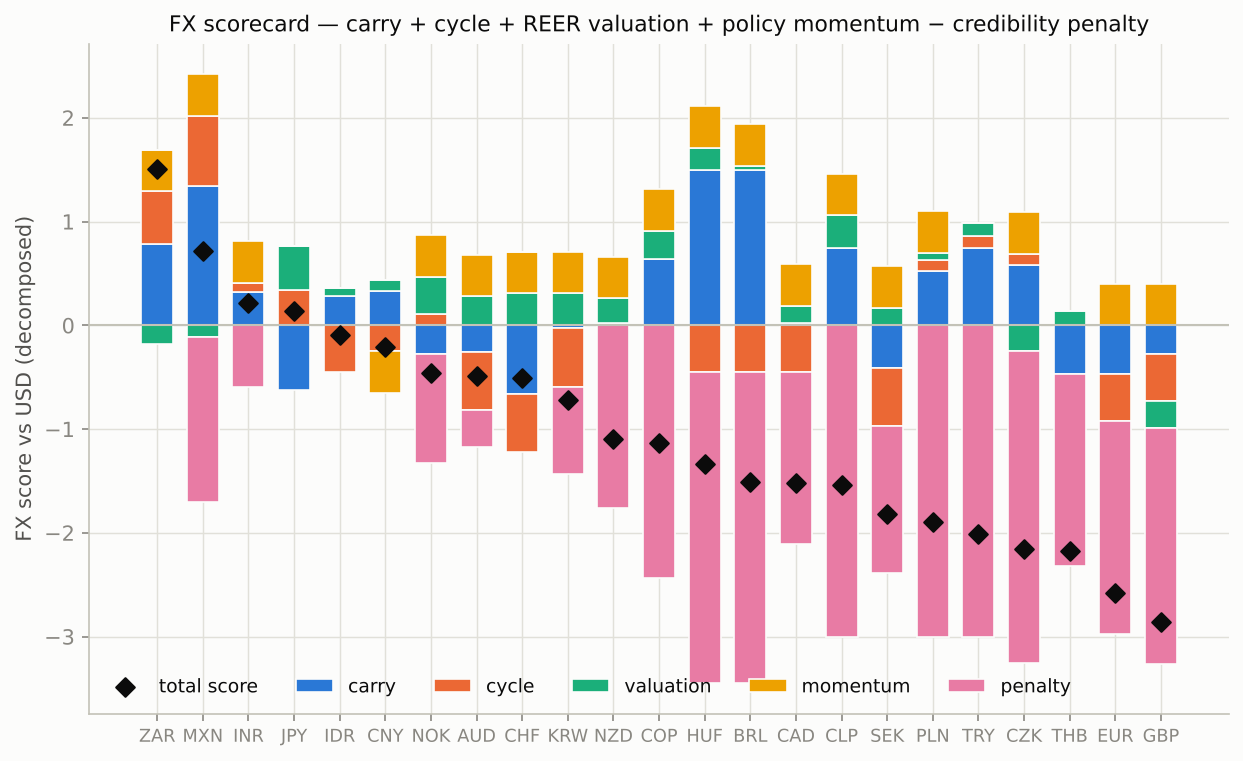 FX scorecard — carry + cycle + REER valuation + policy momentum − credibility penalty
FX score vs USD (decomposed)
2
1
0
−1
−2
−3
total score carry cycle valuation momentum penalty
ZAR MXN INR JPY IDR CNY NOK AUD CHF KRW NZD COP HUF BRL CAD CLP SEK PLN TRY CZK THB EUR GBP